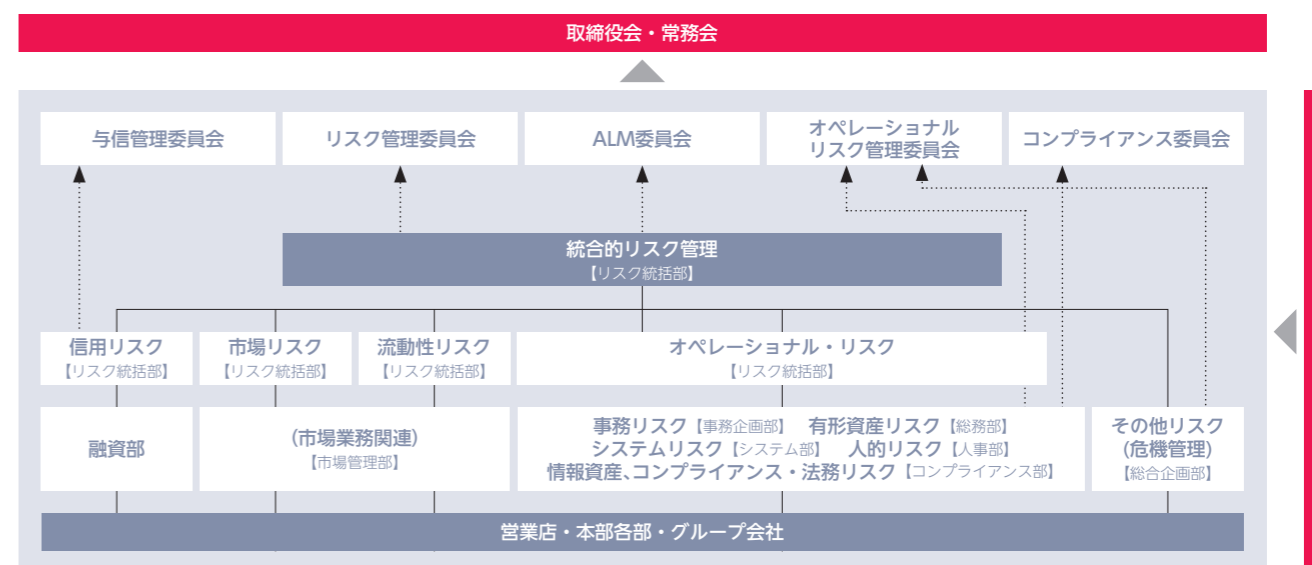 取締役会・常務会
与信管理委員会
リスク管理委員会
ALM委員会
オペレーショナル
リスク管理委員会
コンプライアンス委員会
統合的リスク管理
【リスク統括部】
信用リスク
【リスク統括部】
市場リスク
【リスク統括部】
流動性リスク
【リスク統括部】
オペレーショナル・リスク
【リスク統括部】
融資部
(市場業務関連)
【市場管理部】
事務リスク【事務企画部】 有形資産リスク【総務部】
システムリスク【システム部】 人的リスク【人事部】
情報資産、コンプライアンス・法務リスク【コンプライアンス部】
その他リスク
(危機管理)
【総合企画部】
営業店・本部各部・グループ会社